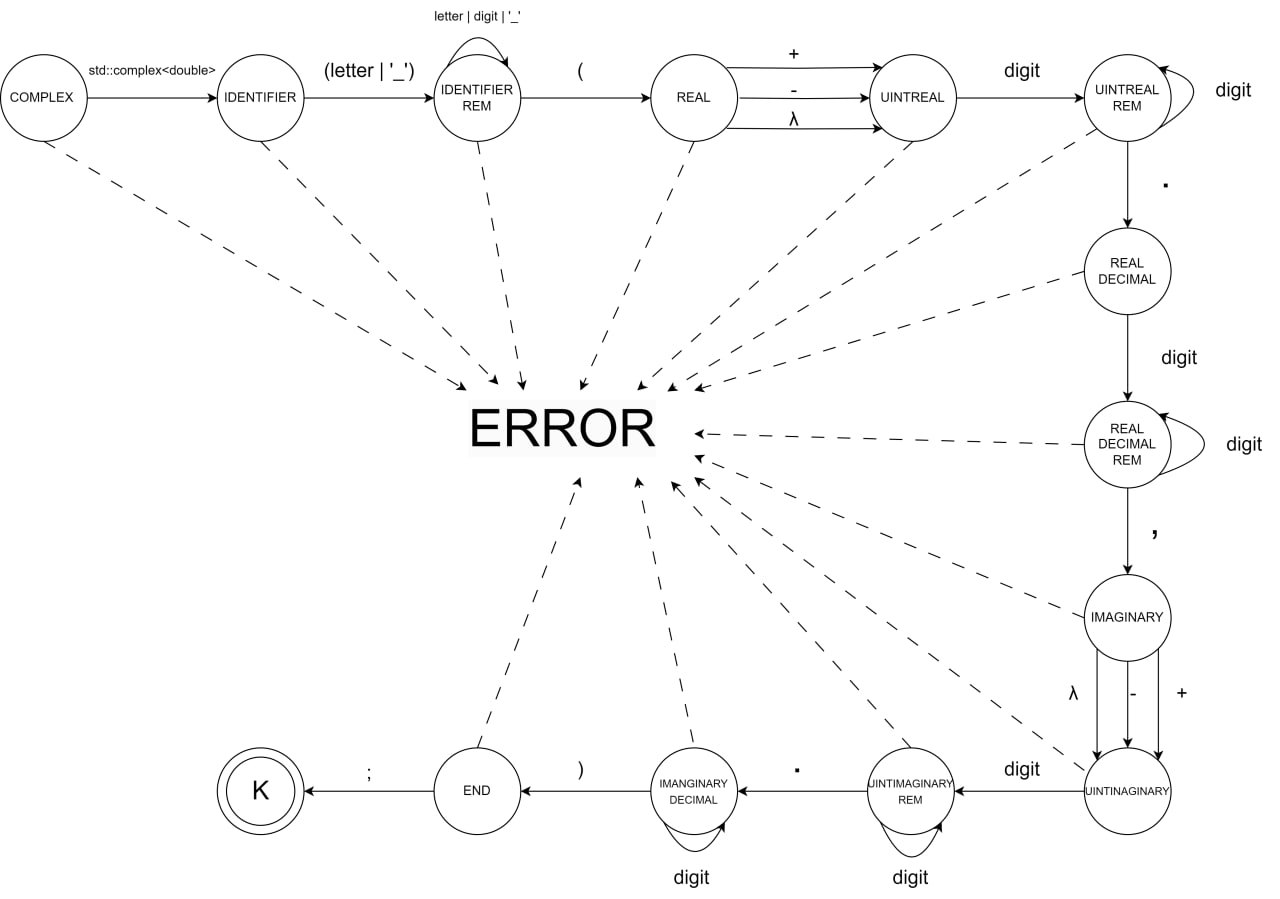 letter | digit | '_'
std::complex<double>
(letter | '_')
(
+
-
λ
digit
digit
COMPLEX
IDENTIFIER
IDENTIFIER
REM
REAL
UINTREAL
UINTREAL
REM
.
REAL
DECIMAL
digit
ERROR
REAL
DECIMAL
REM
digit
,
IMAGINARY
λ
-
+
;
)
.
digit
K
END
IMANGINARY
DECIMAL
UINTIMAGINARY
REM
UINTINAGINARY
digit
digit